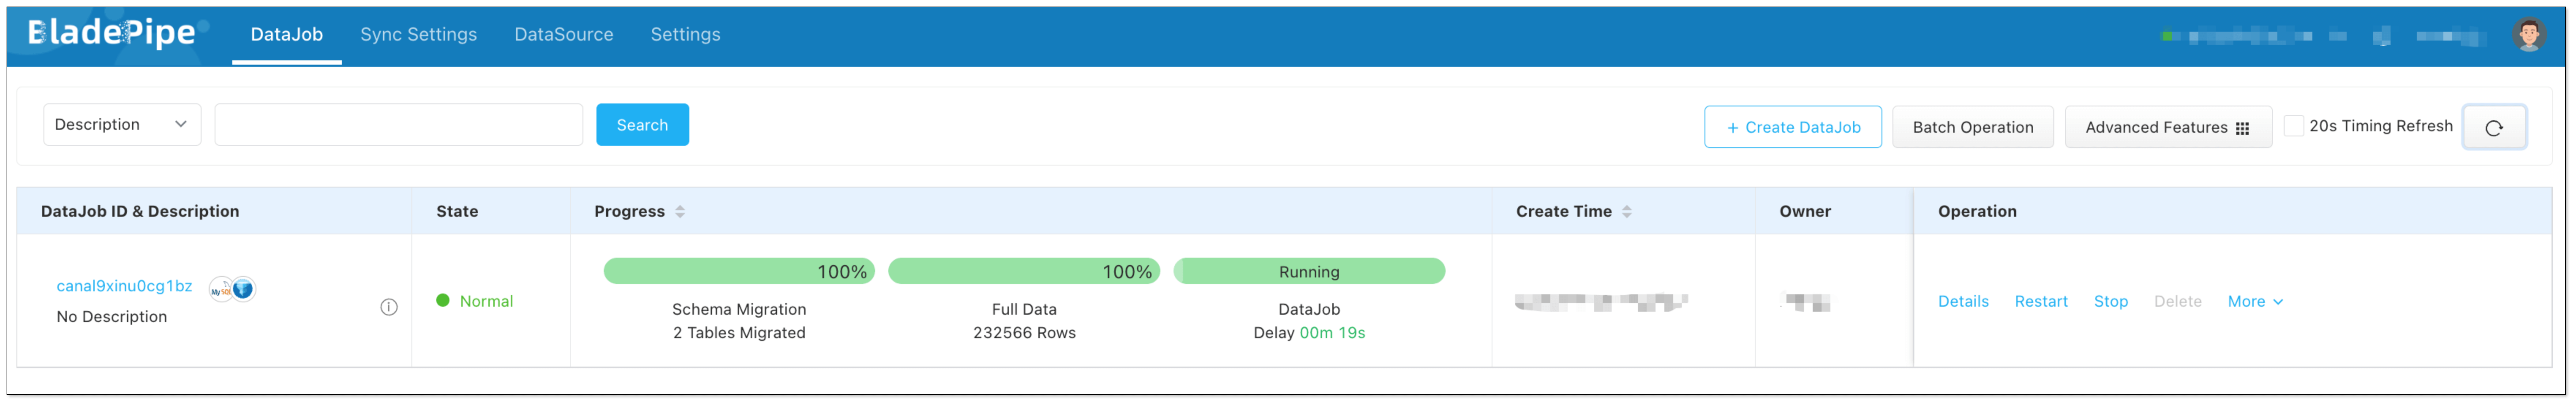 BladePipe DataJob Sync Settings DataSource Settings
Description Search + Create DataJob Batch Operation Advanced Features 20s Timing Refresh
DataJob ID & Description State Progress Create Time Owner Operation
100% 100% Running
canal9xinu0cg1bz MySQL
Normal Details Restart Stop Delete More
Schema Migration Full Data DataJob
No Description
2 Tables Migrated 232566 Rows Delay 00m 19s